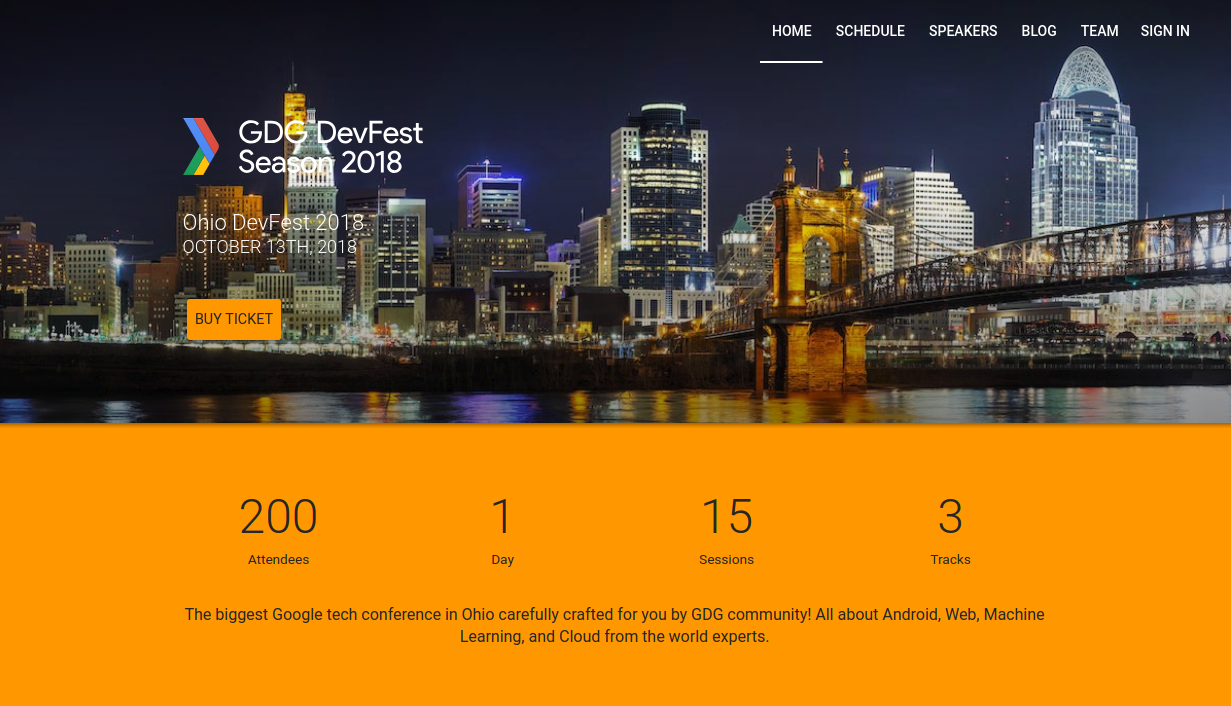 HOME SCHEDULE SPEAKERS BLOG TEAM SIGN IN
GDG DevFest
Season 2018
Ohio DevFest 2018
OCTOBER 13TH, 2018
BUY TICKET
200 1 15 3
Attendees Day Sessions Tracks
The biggest Google tech conference in Ohio carefully crafted for you by GDG community! All about Android, Web, Machine
Learning, and Cloud from the world experts.